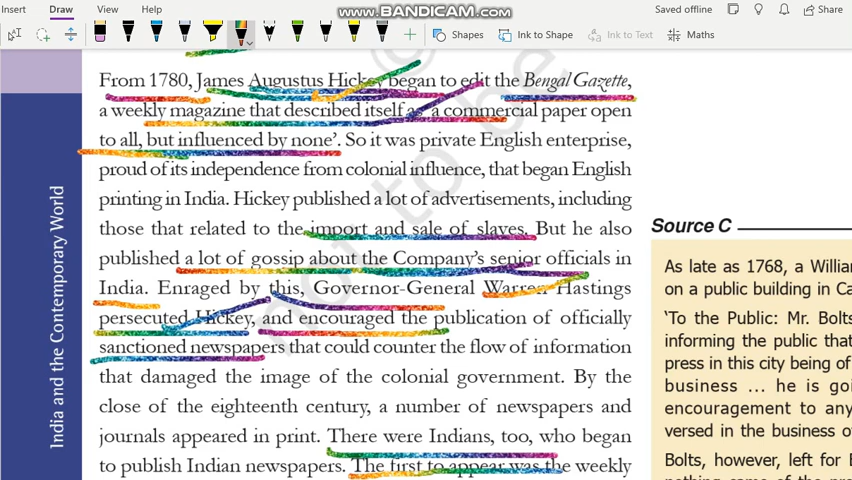 Insert Draw View Help
www.BANDICAM.com
Saved offline
Shapes Ink to Shape Ink to Text Maths
From 1780, James Augustus Hickey began to edit the Bengal Gazette,
a weekly magazine that described itself as 'a commercial paper open
to all, but influenced by none'. So it was private English enterprise,
proud of its independence from colonial influence, that began English
printing in India. Hickey published a lot of advertisements, including
those that related to the import and sale of slaves. But he also
published a lot of gossip about the Company's senior officials in
India. Enraged by this, Governor-General Warren Hastings
persecuted Hickey, and encouraged the publication of officially
sanctioned newspapers that could counter the flow of information
that damaged the image of the colonial government. By the
close of the eighteenth century, a number of newspapers and
journals appeared in print. There were Indians, too, who began
to publish Indian newspapers. The first to appear was the weekly
India and the Contemporary World
Source C
As late as 1768, a Willia
on a public building in Ca
'To the Public: Mr. Bolts
informing the public that
press in this city being of
business ... he is goi
encouragement to any
versed in the business o
Bolts, however, left for E